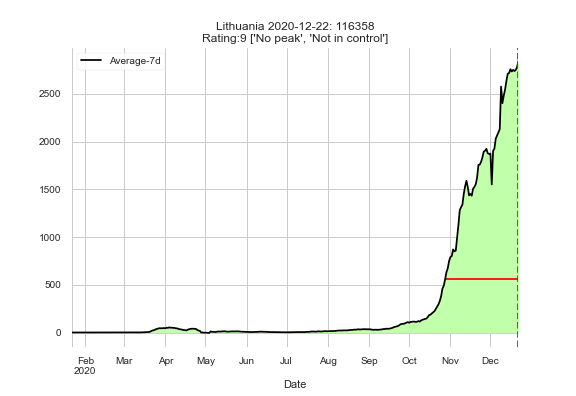 Lithuania 2020-12-22: 116358
Rating:9 ['No peak', 'Not in control']
Average-7d
2500
2000
1500
1000
500
0
Feb Mar Apr May Jun Jul Aug Sep Oct Nov Dec
2020
Date